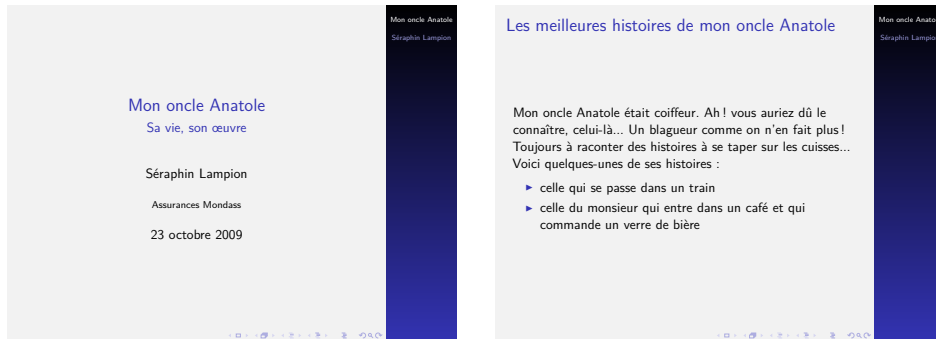 Mon oncle Anatole
Séraphin Lampion
Mon oncle Anatole
Sa vie, son œuvre
Séraphin Lampion
Assurances Mondass
23 octobre 2009
Les meilleures histoires de mon oncle Anatole
Mon oncle Anato
Séraphin Lampion
Mon oncle Anatole était coiffeur. Ah ! vous auriez dû le
connaître, celui-là... Un blagueur comme on n'en fait plus !
Toujours à raconter des histoires à se taper sur les cuisses...
Voici quelques-unes de ses histoires :
► celle qui se passe dans un train
► celle du monsieur qui entre dans un café et qui
commande un verre de bière